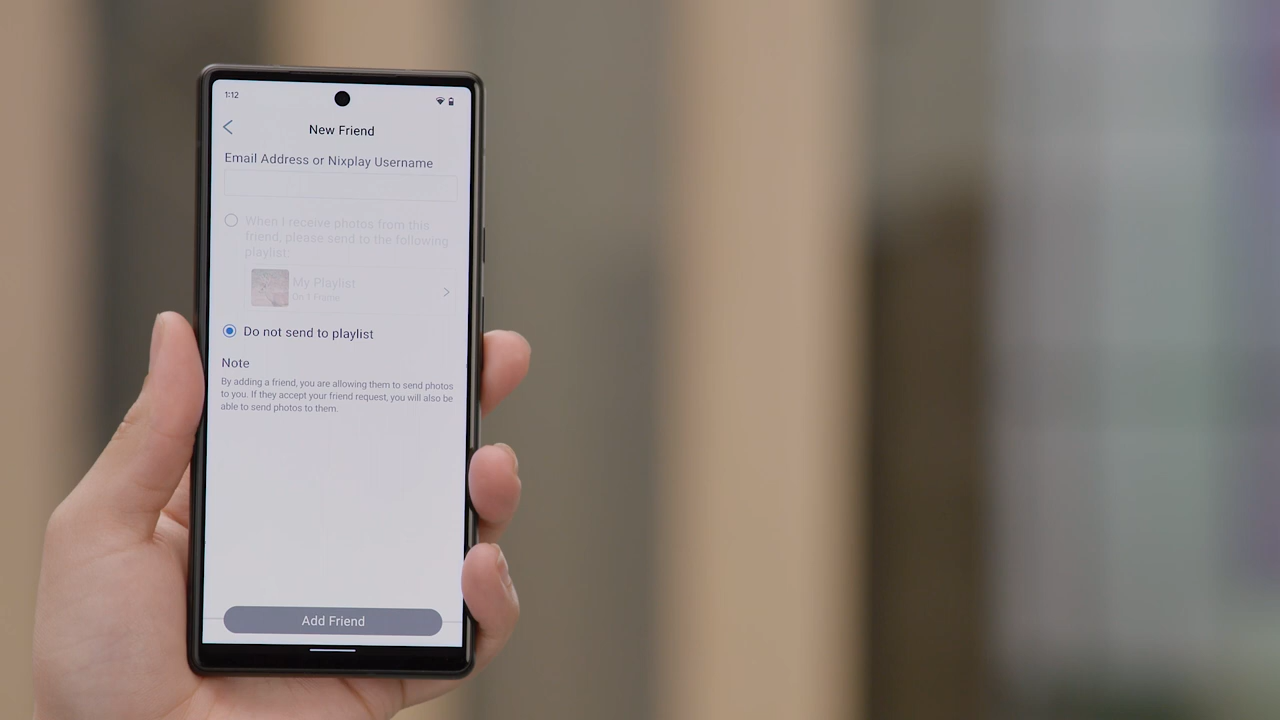 1:12
New Friend
Email Address or Nixplay Username
When I receive photos from this
friend, please send to the following
playlist:
My Playlist
On 1 Frame
Do not send to playlist
Note
By adding a friend, you are allowing them to send photos
to you. If they accept your friend request, you will also be
able to send photos to them.
Add Friend